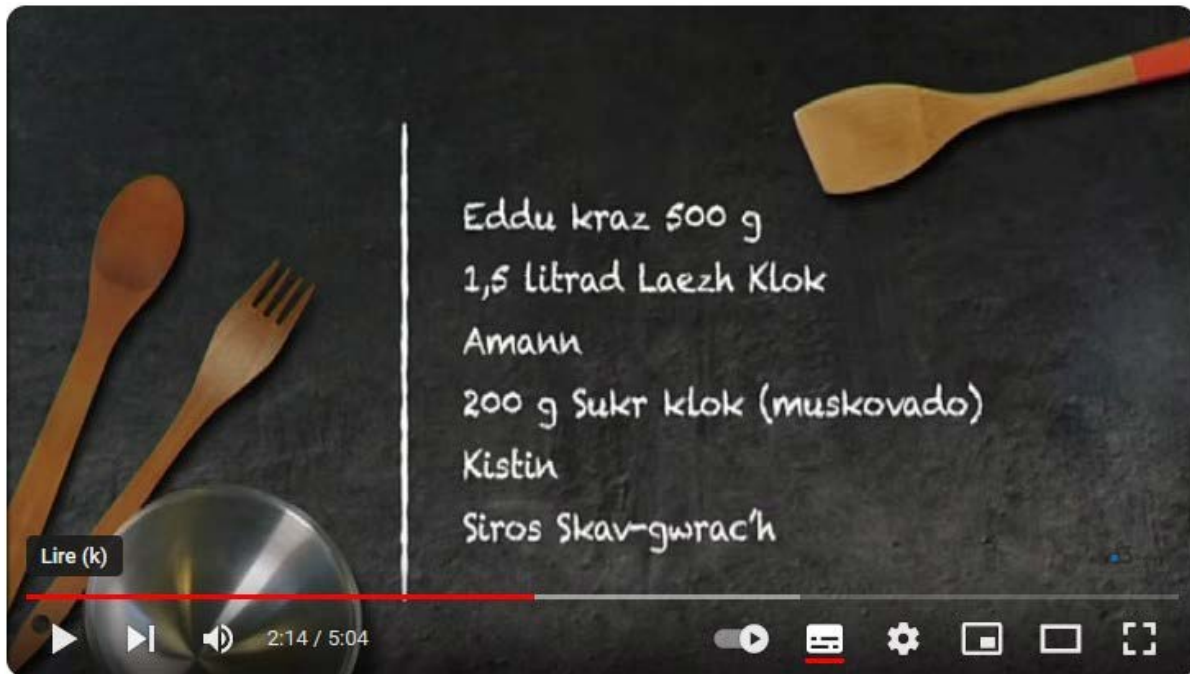 Eddu kraz 500 g
1,5 litrad Laezh Klok
Amann
200 g Sukr klok (muskovado)
Kistin
Siros Skav-gwrac'h
Lire (k)
2:14 / 5:04